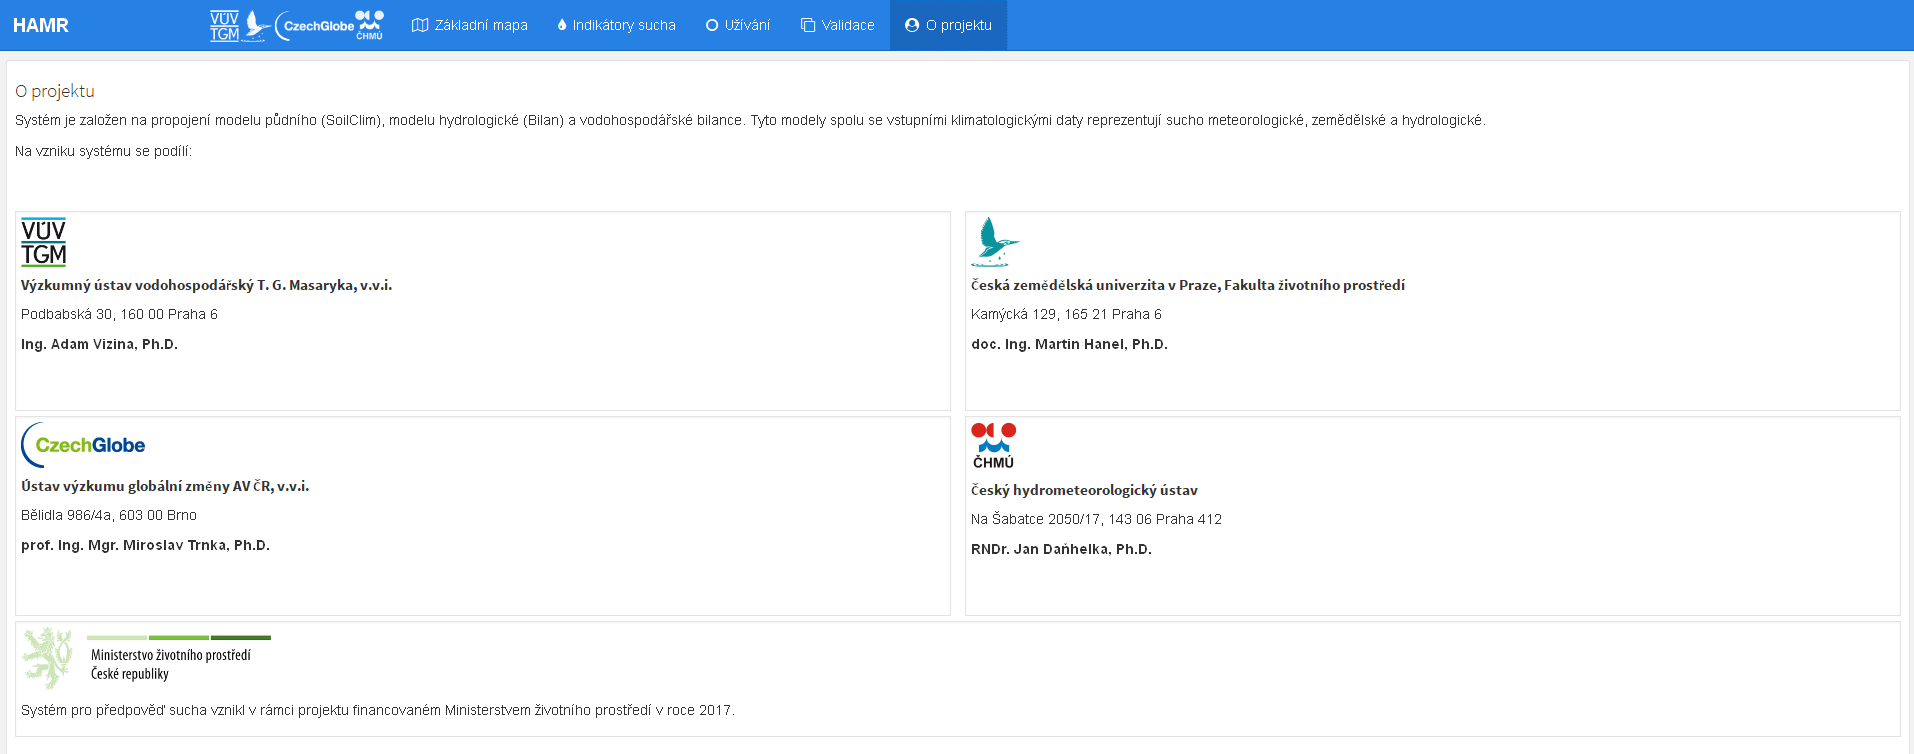 HAMR
VÚV
TGM
CzechGlobe
ČHMÚ
Základní mapa
Indikátory sucha
Užívání
Validace
O projektu
O projektu
Systém je založen na propojení modelu půdního (SoilClim), modelu hydrologické (Bilan) a vodohospodářské bilance. Tyto modely spolu se vstupními klimatologickými daty reprezentují sucho meteorologické, zemědělské a hydrologické.
Na vzniku systému se podílí:
VÚV
TGM
Výzkumný ústav vodohospodářský T. G. Masaryka, v.v.i.
Podbabská 30, 160 00 Praha 6
Ing. Adam Vizina, Ph.D.
Česká zemědělská univerzita v Praze, Fakulta životního prostředí
Kamýcká 129, 165 21 Praha 6
doc. Ing. Martin Hanel, Ph.D.
CzechGlobe
Ústav výzkumu globální změny AV ČR, v.v.i.
Bělidla 986/4a, 603 00 Brno
prof. Ing. Mgr. Miroslav Trnka, Ph.D.
ČHMÚ
Český hydrometeorologický ústav
Na Šabatce 2050/17, 143 06 Praha 412
RNDr. Jan Daňhelka, Ph.D.
Ministerstvo životního prostředí
České republiky
Systém pro předpověď sucha vznikl v rámci projektu financovaném Ministerstvem životního prostředí v roce 2017.